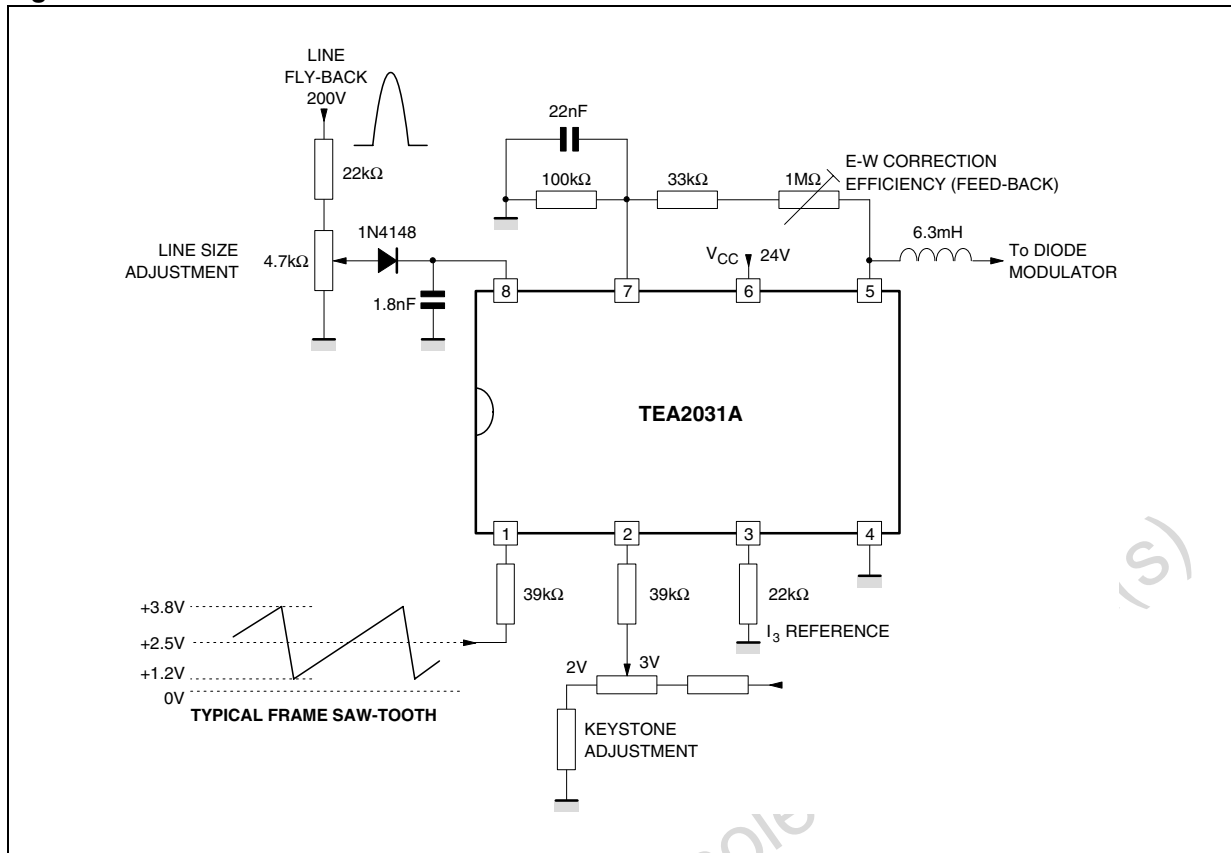 LINE
FLY-BACK
200V
22kΩ
LINE SIZE
ADJUSTMENT
4.7kΩ
1N4148
1.8nF
22nF
100kΩ
33kΩ
1MΩ
E-W CORRECTION
EFFICIENCY (FEED-BACK)
VCC 24V
6.3mH
To DIODE
MODULATOR
8 7 6 5
TEA2031A
1 2 3 4
39kΩ 39kΩ 22kΩ
I3 REFERENCE
+3.8V
+2.5V
+1.2V
0V
TYPICAL FRAME SAW-TOOTH
2V 3V
KEYSTONE
ADJUSTMENT